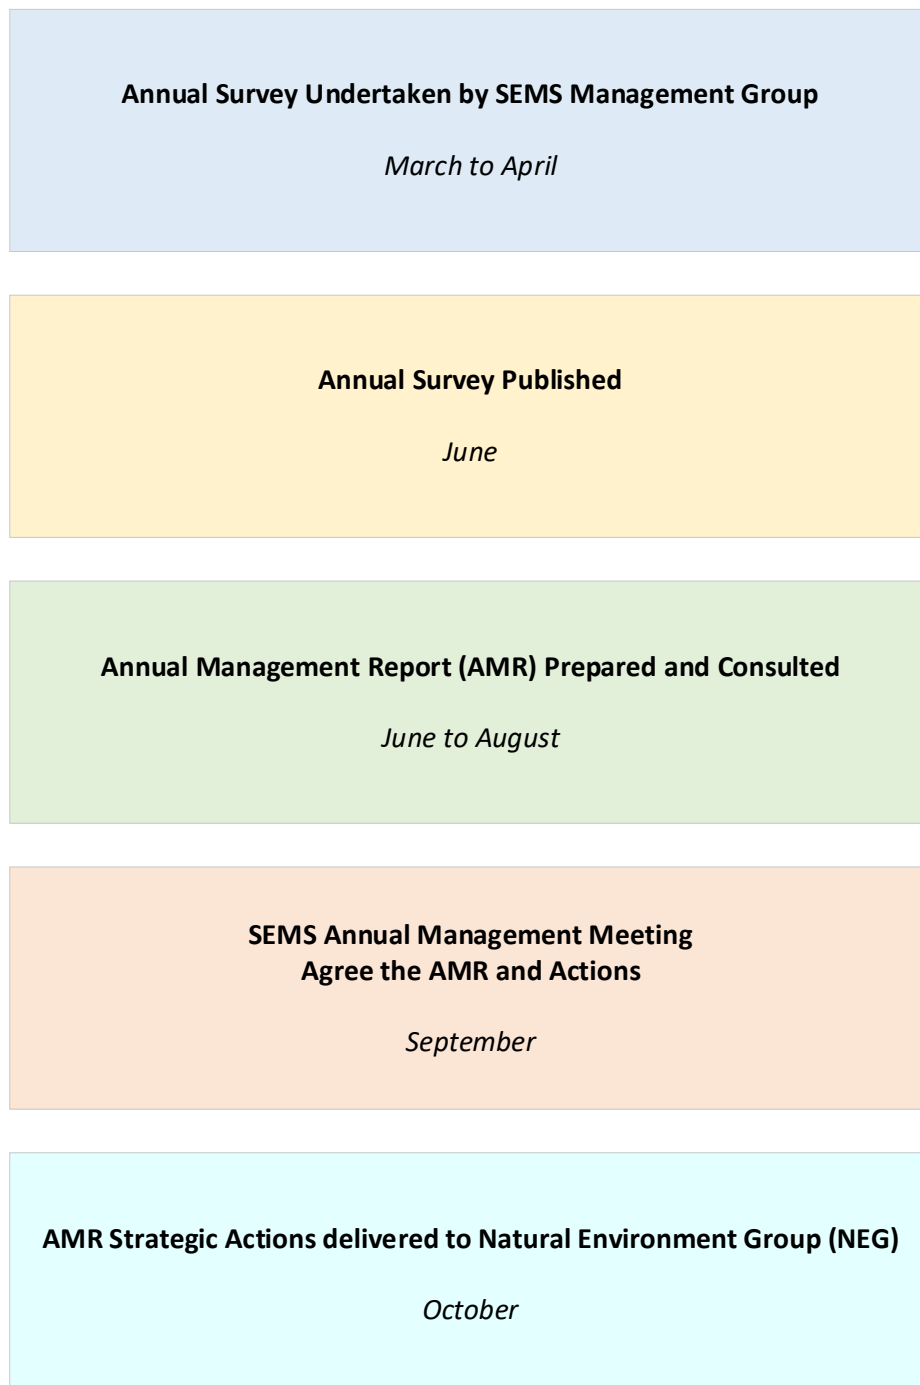 Annual Survey Undertaken by SEMS Management Group
March to April
Annual Survey Published
June
Annual Management Report (AMR) Prepared and Consulted
June to August
SEMS Annual Management Meeting
Agree the AMR and Actions
September
AMR Strategic Actions delivered to Natural Environment Group (NEG)
October